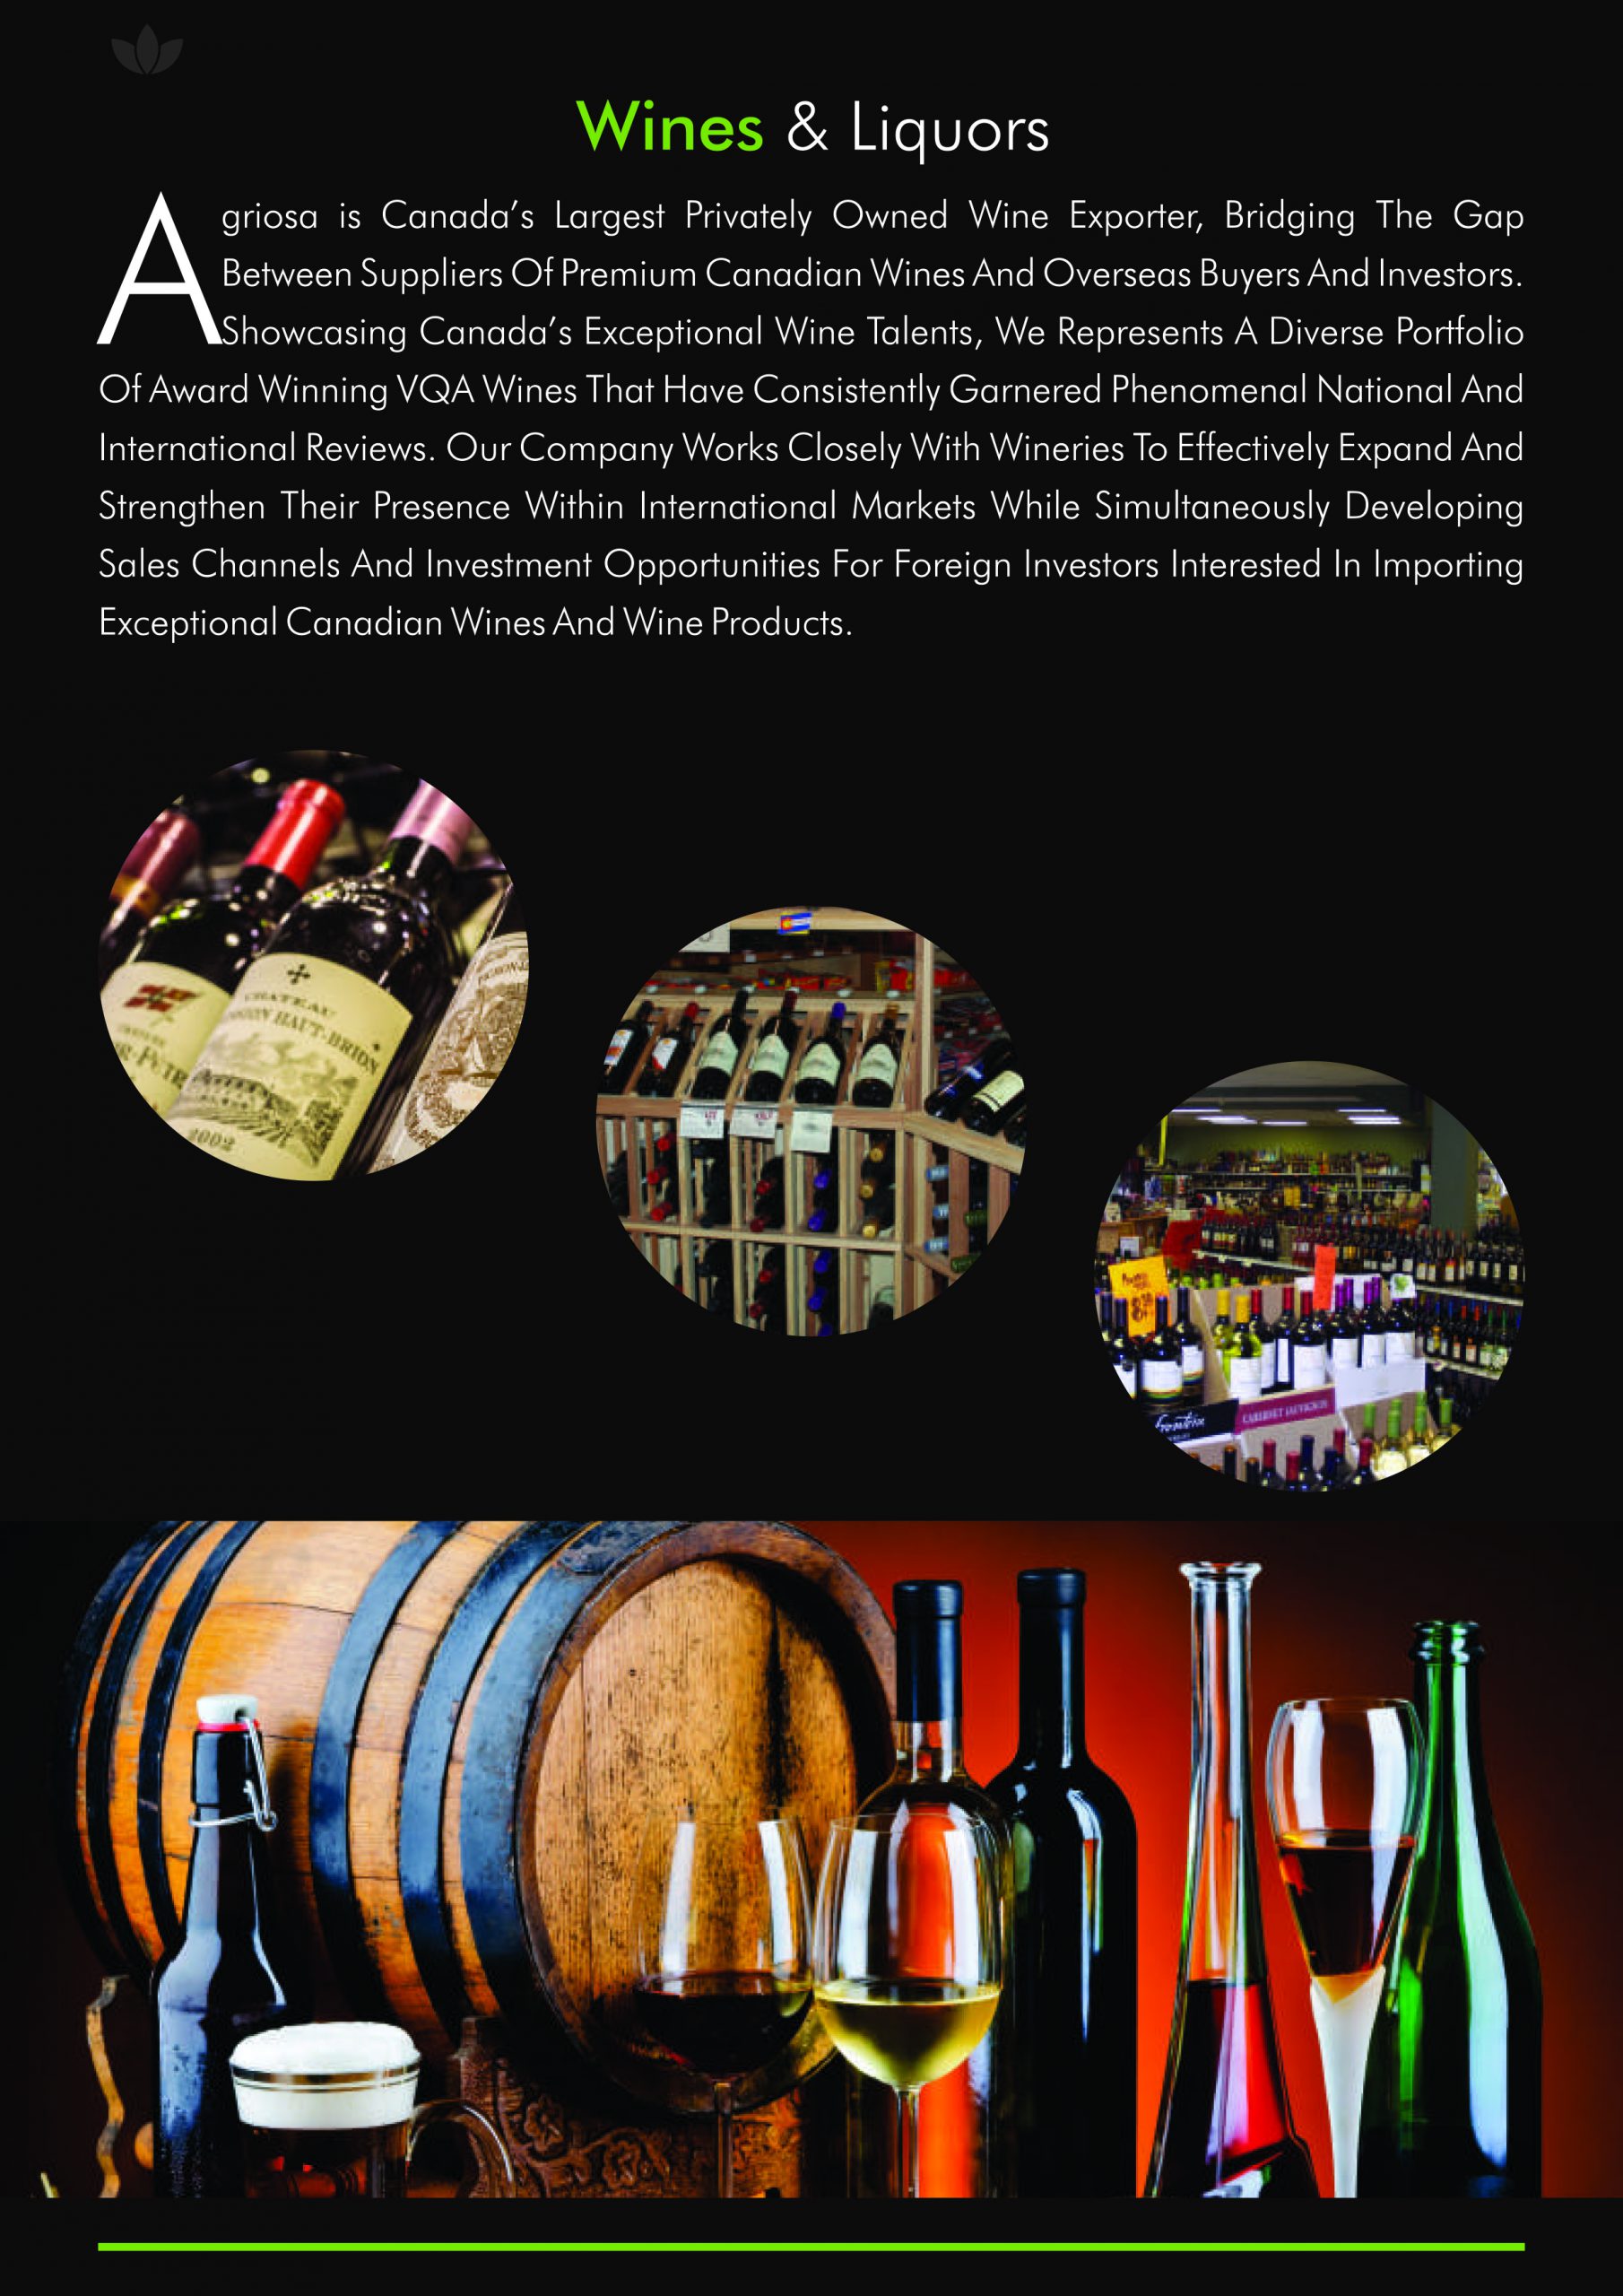 Wines & Liquors
Agriosa is Canada’s Largest Privately Owned Wine Exporter, Bridging The Gap
Between Suppliers Of Premium Canadian Wines And Overseas Buyers And Investors.
Showcasing Canada’s Exceptional Wine Talents, We Represents A Diverse Portfolio
Of Award Winning VQA Wines That Have Consistently Garnered Phenomenal National And
International Reviews. Our Company Works Closely With Wineries To Effectively Expand And
Strengthen Their Presence Within International Markets While Simultaneously Developing
Sales Channels And Investment Opportunities For Foreign Investors Interested In Importing
Exceptional Canadian Wines And Wine Products.
CHATEAU
HAUT-BRION
2002
Frontera
CABERNET SAUVIGNON